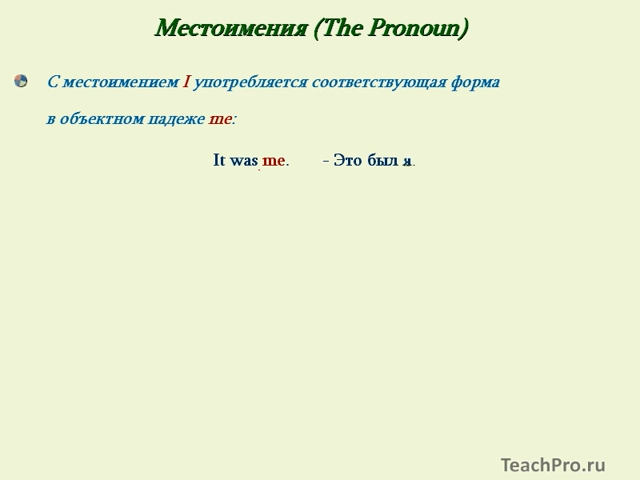 Местоимения (The Pronoun)
С местоимением I употребляется соответствующая форма
в объектном падеже me:
It was me. - Это был я.
TeachPro.ru